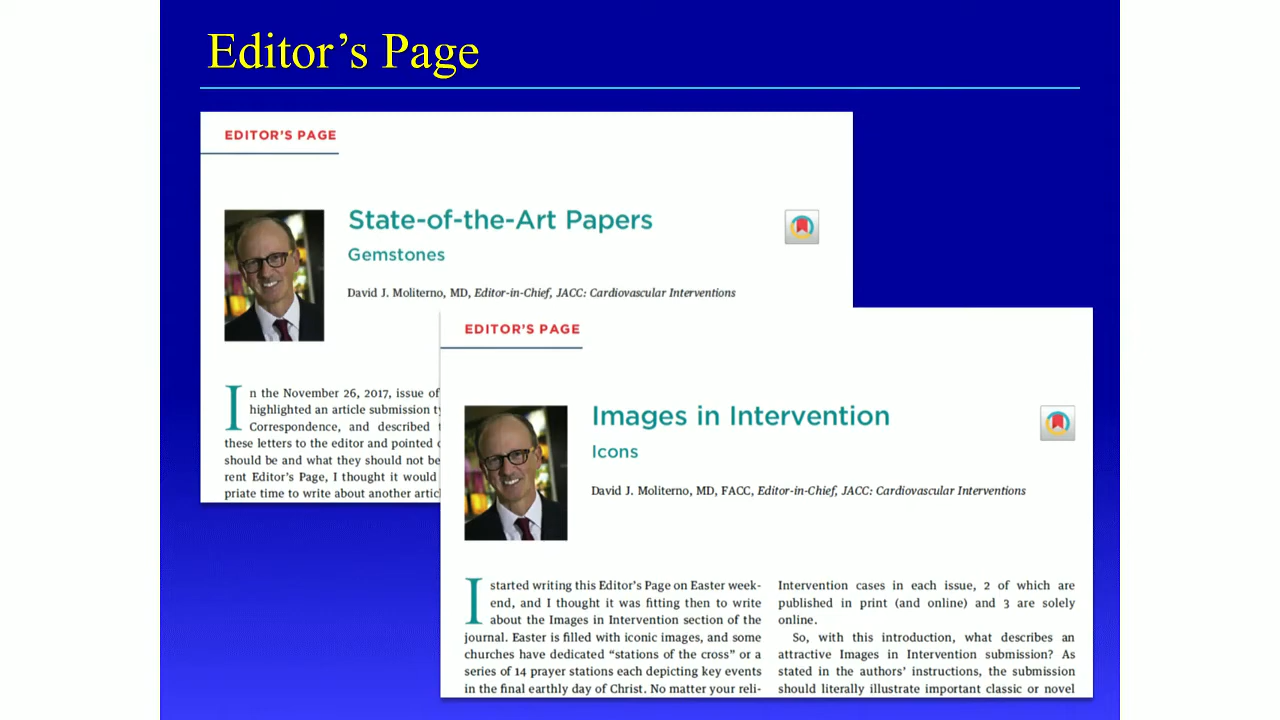 Editor's Page
EDITOR'S PAGE
State-of-the-Art Papers
Gemstones
David J. Moliterno, MD, Editor-in-Chief, JACC: Cardiovascular Interventions
In the November 26, 2017, issue of
highlighted an article submission
Correspondence, and described
these letters to the editor and pointed
should be and what they should not be
rent Editor's Page, I thought it would
priate time to write about another
EDITOR'S PAGE
Images in Intervention
Icons
David J. Moliterno, MD, FACC, Editor-in-Chief, JACC: Cardiovascular Interventions
I started writing this Editor's Page on Easter week-
end, and I thought it was fitting then to write
about the Images in Intervention section of the
journal. Easter is filled with iconic images, and some
churches have dedicated “stations of the cross” or a
series of 14 prayer stations each depicting key events
in the final earthly day of Christ. No matter your reli-
Intervention cases in each issue, 2 of which are
published in print (and online) and 3 are solely
online.
So, with this introduction, what describes an
attractive Images in Intervention submission? As
stated in the authors' instructions, the submission
should literally illustrate important classic or novel